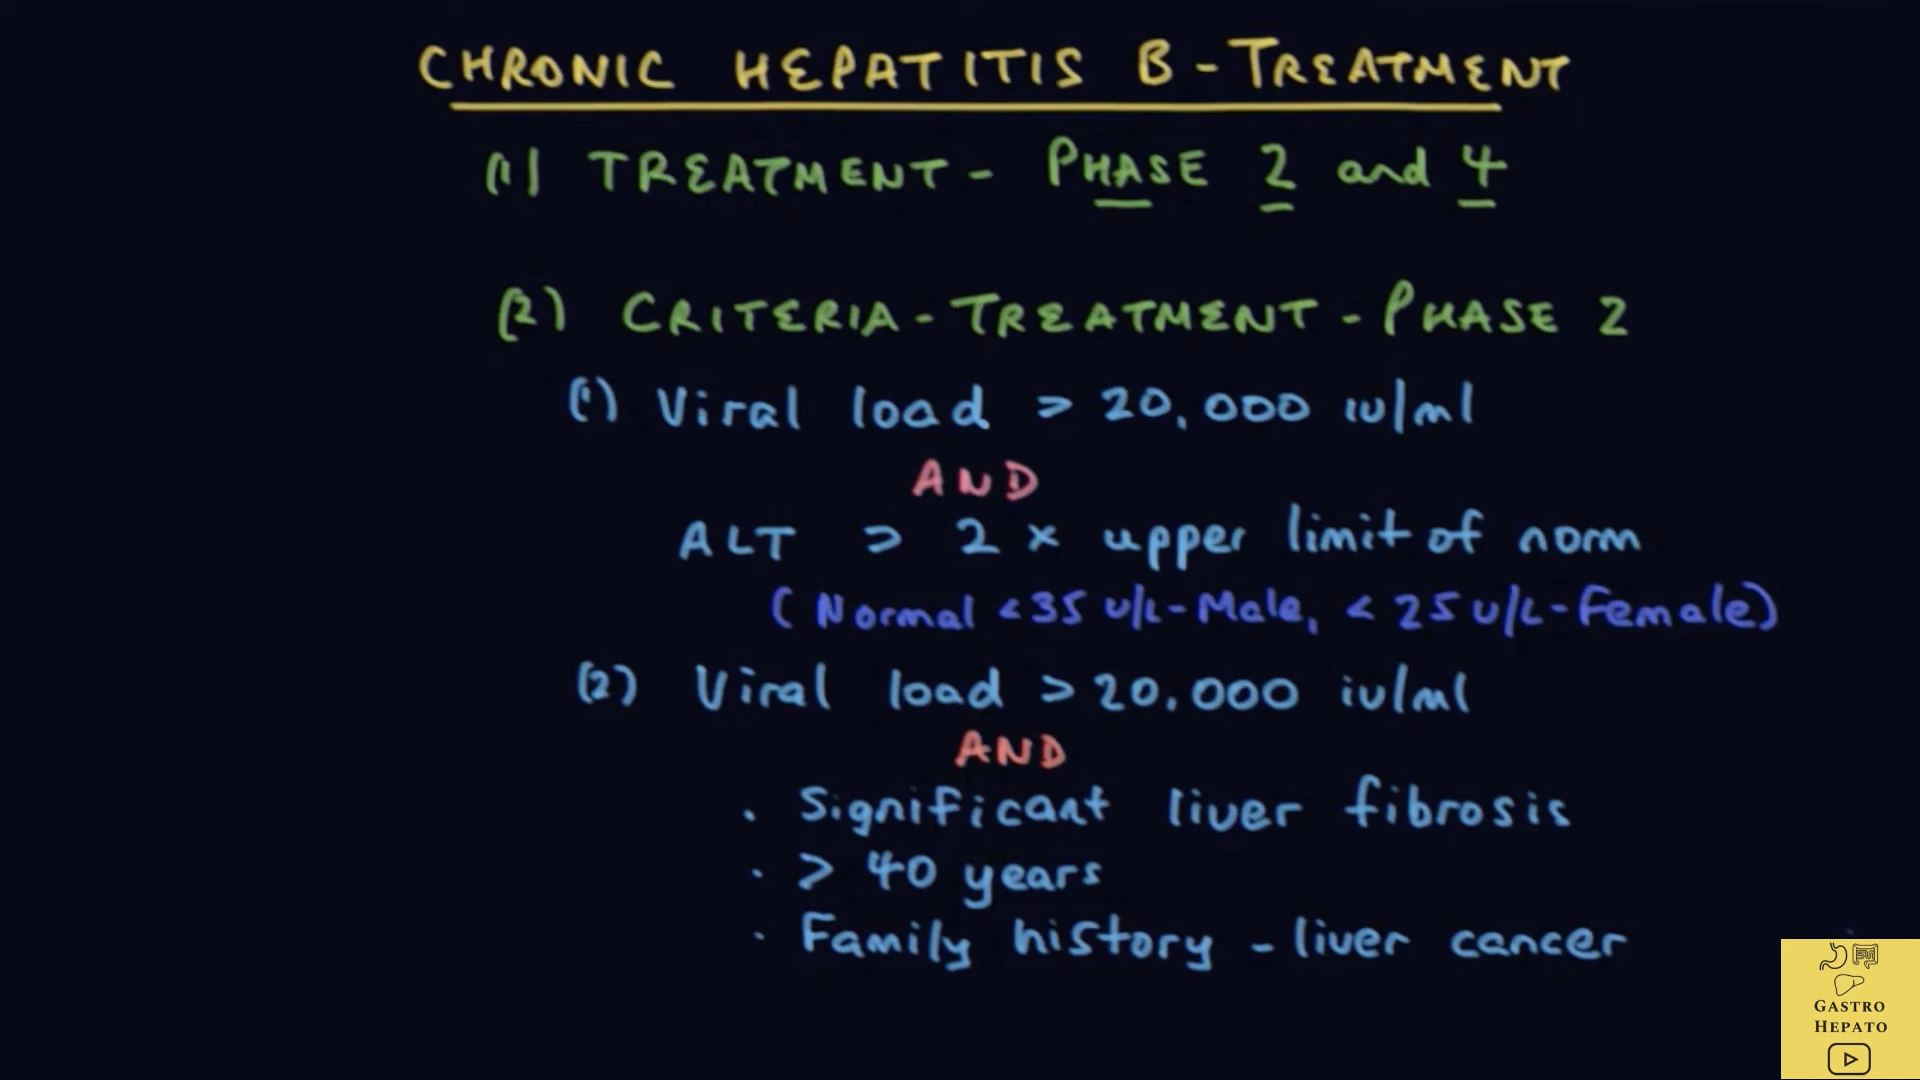 CHRONIC HEPATITIS B - TREATMENT
(1) TREATMENT - PHASE 2 and 4
(2) CRITERIA - TREATMENT - PHASE 2
(1) Viral load > 20,000 iu/ml
AND
ALT > 2 x upper limit of norm
(Normal < 35 u/L - Male, < 25 u/L - Female)
(2) Viral load > 20,000 iu/ml
AND
. Significant liver fibrosis
. > 40 years
. Family history - liver cancer
GASTRO
HEPATO